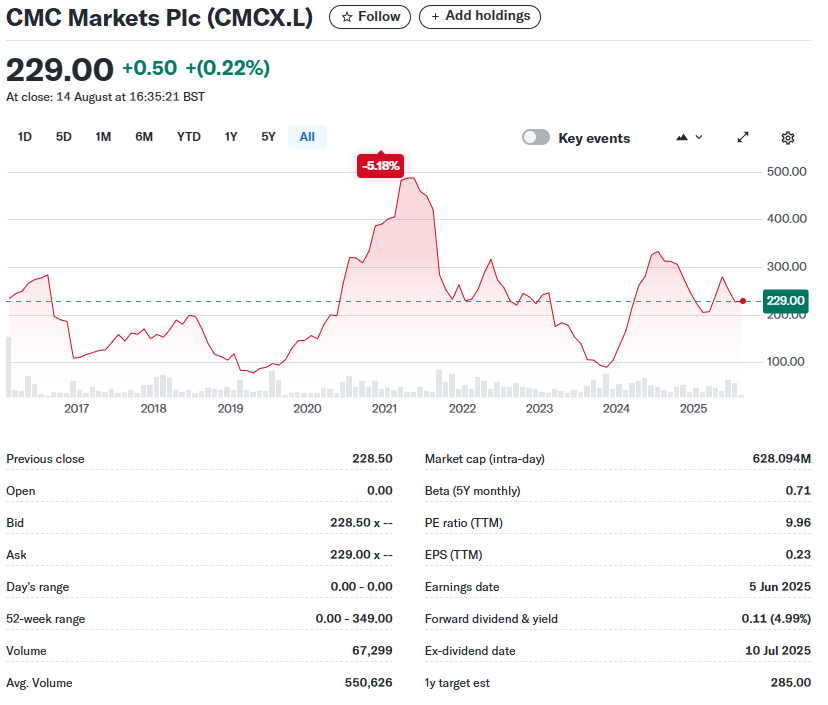 CMC Markets Plc (CMCX.L) ☆ Follow + Add holdings
229.00 +0.50 +(0.22%)
At close: 14 August at 16:35:21 BST
1D 5D 1M 6M YTD 1Y 5Y All Key events
-5.18%
500.00
400.00
300.00
229.00
200.00
100.00
2017 2018 2019 2020 2021 2022 2023 2024 2025
Previous close 228.50
Open 0.00
Bid 228.50 x --
Ask 229.00 x --
Day's range 0.00 - 0.00
52-week range 0.00 - 349.00
Volume 67,299
Avg. Volume 550,626
Market cap (intra-day) 628.094M
Beta (5Y monthly) 0.71
PE ratio (TTM) 9.96
EPS (TTM) 0.23
Earnings date 5 Jun 2025
Forward dividend & yield 0.11 (4.99%)
Ex-dividend date 10 Jul 2025
1y target est 285.00